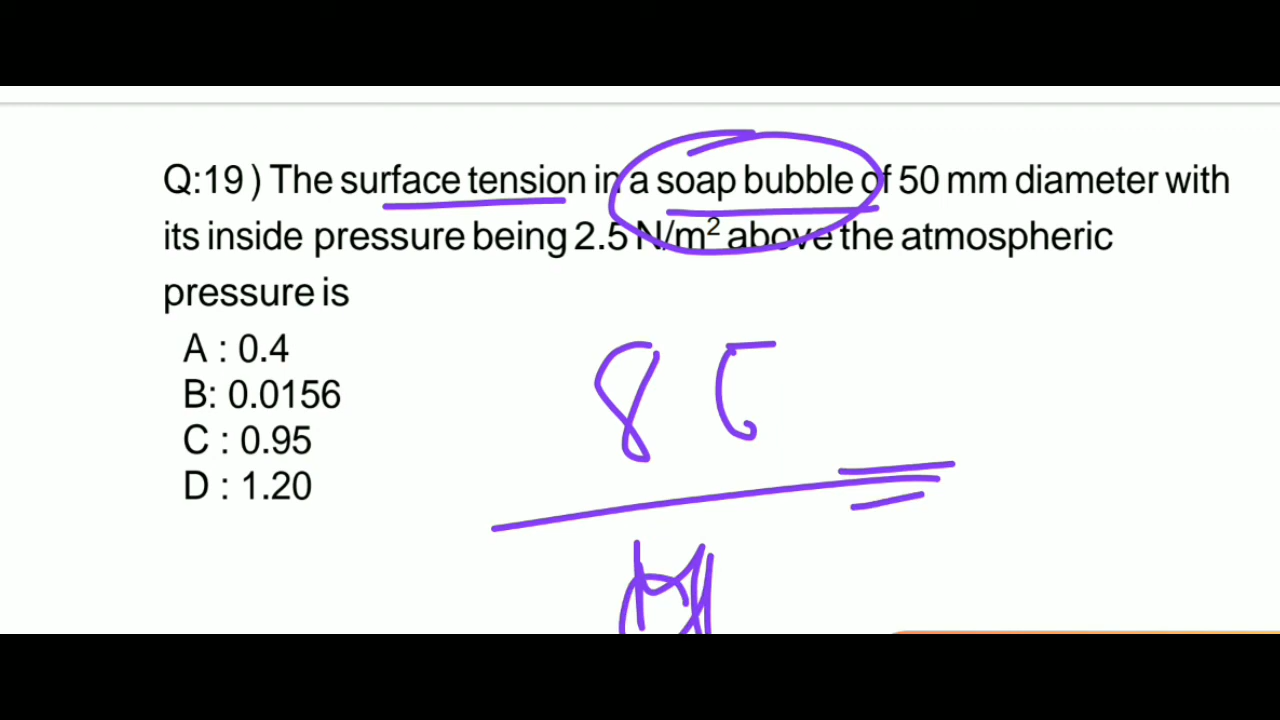 Q:19 ) The surface tension in a soap bubble of 50 mm diameter with
its inside pressure being 2.5 N/m² above the atmospheric
pressure is
A : 0.4
B: 0.0156
C : 0.95
D : 1.20
8 σ